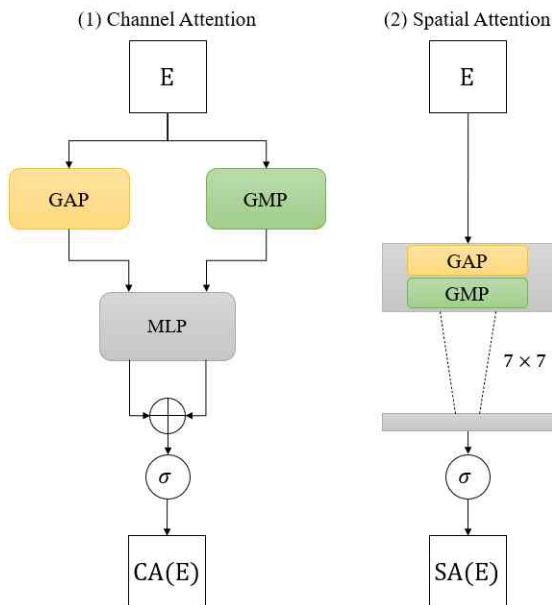 (1) Channel Attention
E
GAP
GMP
MLP
σ
CA(E)
(2) Spatial Attention
E
GAP
GMP
7 × 7
σ
SA(E)